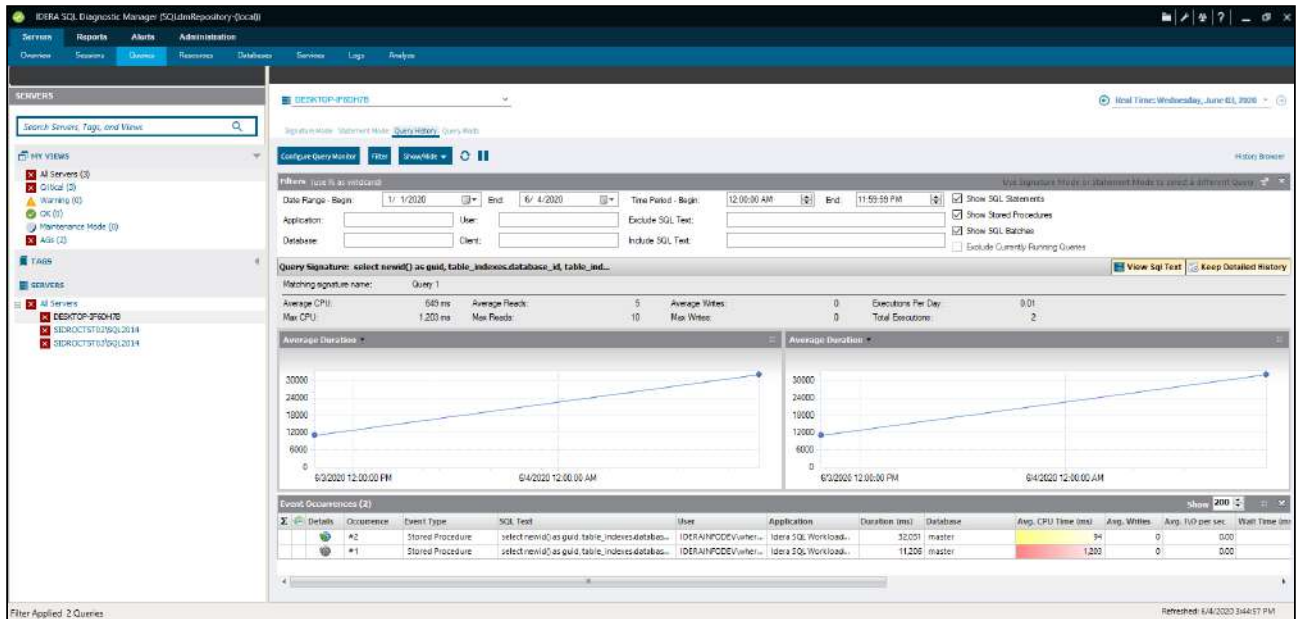 IDERA SQL Diagnostic Manager (SQLdmRepository-(local))
Servers Reports Alerts Administration
Overview Sessions Queries Resources Databases Services Logs Analysis
SERVERS
DESKTOP-IF6DH7B
Real Time: Wednesday, June 03, 2020
Search Servers, Tags, and Views
Signature Mode Statement Mode Query History Query Waits
MY VIEWS
Configure Query Monitor Filter Show/Hide
History Browser
All Servers (3)
Critical (3)
Warning (0)
OK (0)
Maintenance Mode (0)
AGs (2)
TAGS
SERVERS
All Servers
DESKTOP-IF6DH7B
SIDROCTST02\SQL2014
SIDROCTST03\SQL2014
Filters (use % as wildcard)
Use Signature Mode or Statement Mode to select a different Query
Date Range - Begin: 1/ 1/2020 End: 6/ 4/2020 Time Period - Begin: 12:00:00 AM End: 11:59:59 PM Show SQL Statements
Application: User: Exclude SQL Text: Show Stored Procedures
Show SQL Batches
Database: Client: Include SQL Text: Exclude Currently Running Queries
Query Signature: select newid() as guid, table_indexes.database_id, table_ind...
View Sql Text Keep Detailed History
Matching signature name: Query 1
Average CPU: 649 ms Average Reads: 5 Average Writes: 0 Executions Per Day: 0.01
Max CPU: 1,203 ms Max Reads: 10 Max Writes: 0 Total Executions: 2
Average Duration
30000
24000
18000
12000
6000
0
6/3/2020 12:00:00 PM 6/4/2020 12:00:00 AM
Average Duration
30000
24000
18000
12000
6000
0
6/3/2020 12:00:00 PM 6/4/2020 12:00:00 AM
Event Occurrences (2)
Show 200
Σ Details Occurrence Event Type SQL Text User Application Duration (ms) Database Avg. CPU Time (ms) Avg. Writes Avg. I/O per sec Wait Time (ms
#2 Stored Procedure select newid() as guid, table_indexes.databas... IDERAINFODEV\wher... Idera SQL Workload... 32,051 master 94 0 0.00
#1 Stored Procedure select newid() as guid, table_indexes.databas... IDERAINFODEV\wher... Idera SQL Workload... 11,206 master 1,203 0 0.00
Filter Applied 2 Queries
Refreshed: 6/4/2020 3:44:57 PM